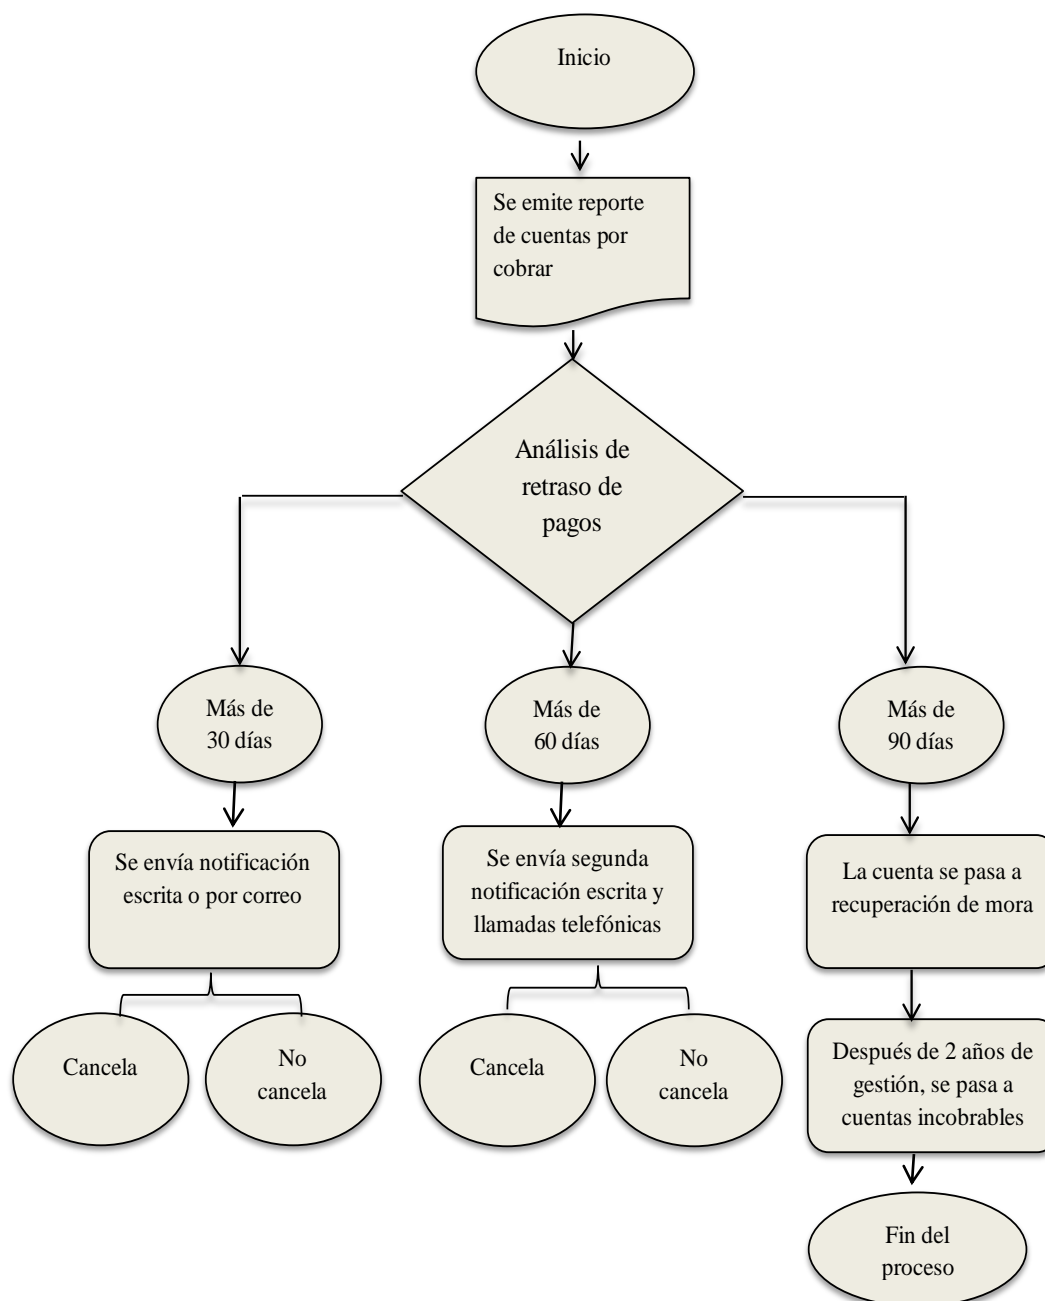 Inicio
Se emite reporte
de cuentas por
cobrar
Análisis de
retraso de
pagos
Más de
30 días
Más de
60 días
Más de
90 días
Se envía notificación
escrita o por correo
Se envía segunda
notificación escrita y
llamadas telefónicas
La cuenta se pasa a
recuperación de mora
Cancela
No
cancela
Cancela
No
cancela
Después de 2 años de
gestión, se pasa a
cuentas incobrables
Fin del
proceso